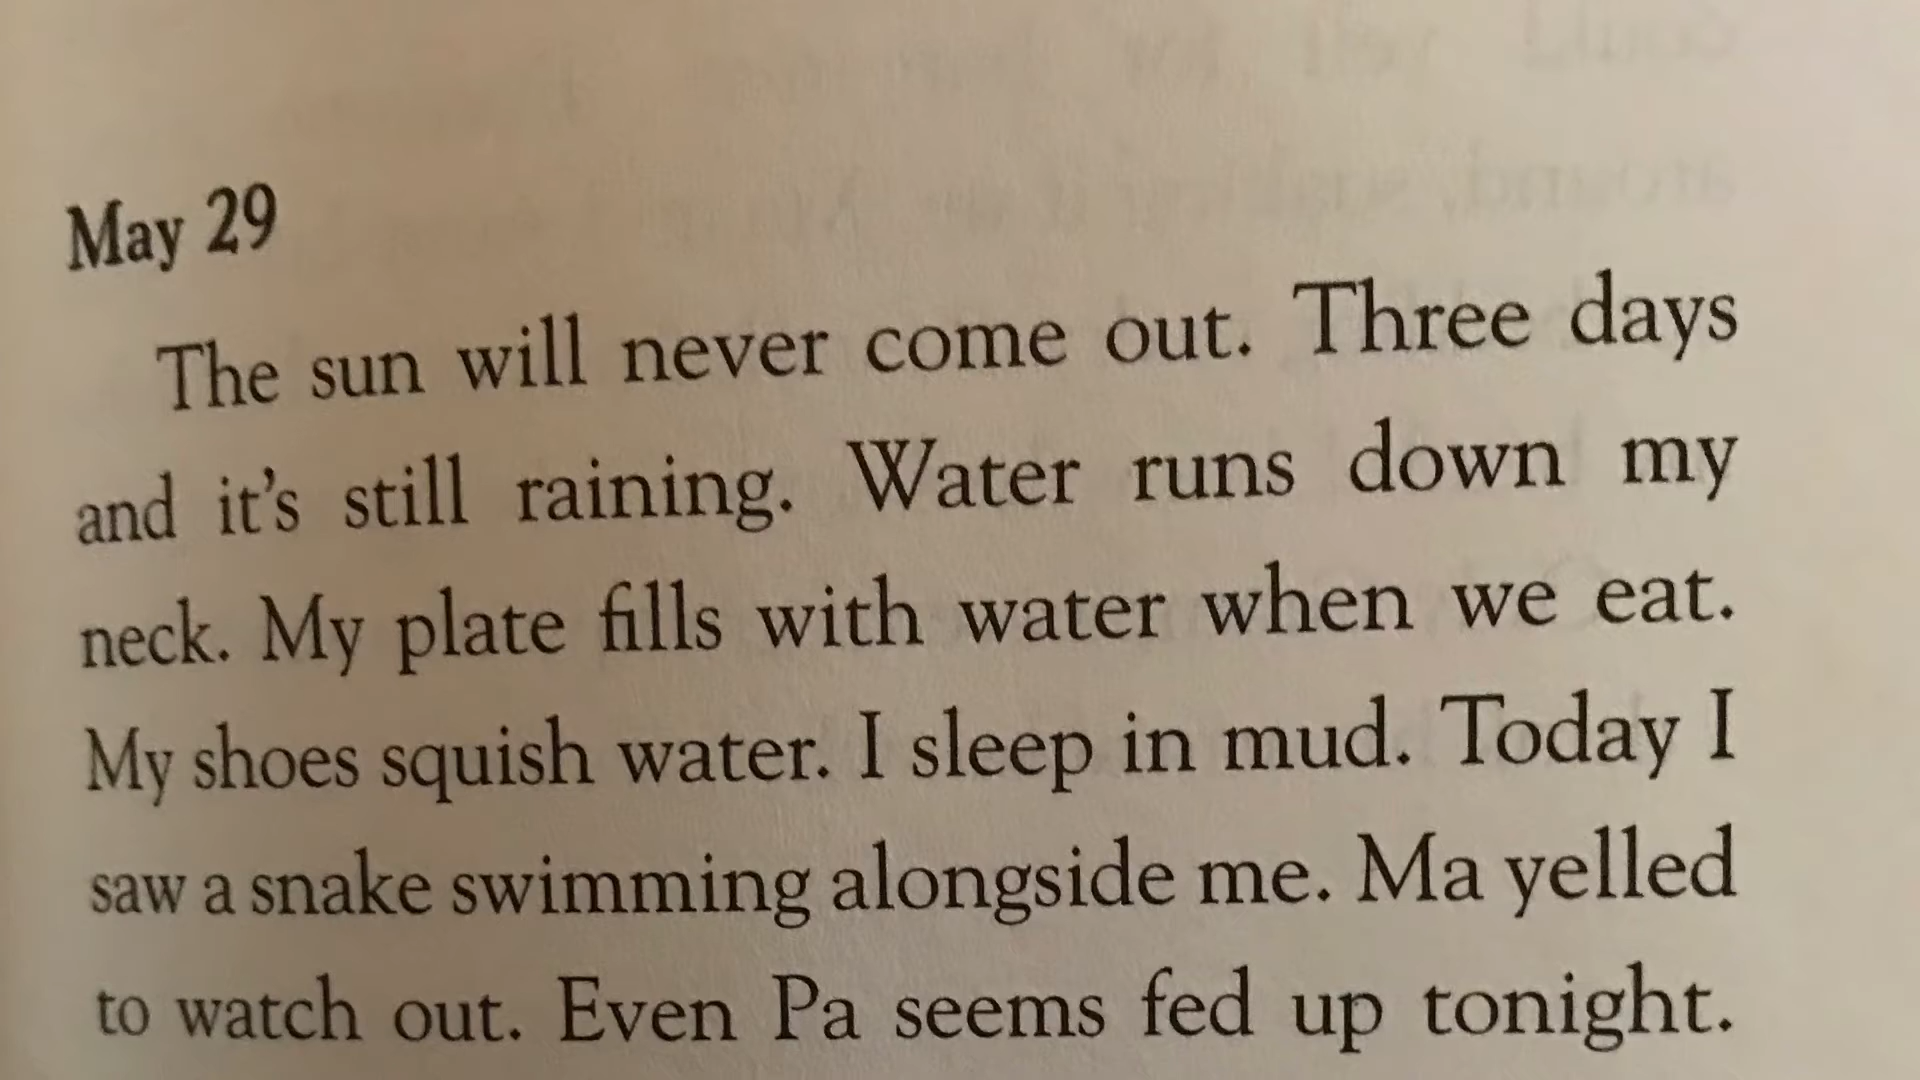 May 29
The sun will never come out. Three days
and it's still raining. Water runs down my
neck. My plate fills with water when we eat.
My shoes squish water. I sleep in mud. Today I
saw a snake swimming alongside me. Ma yelled
to watch out. Even Pa seems fed up tonight.